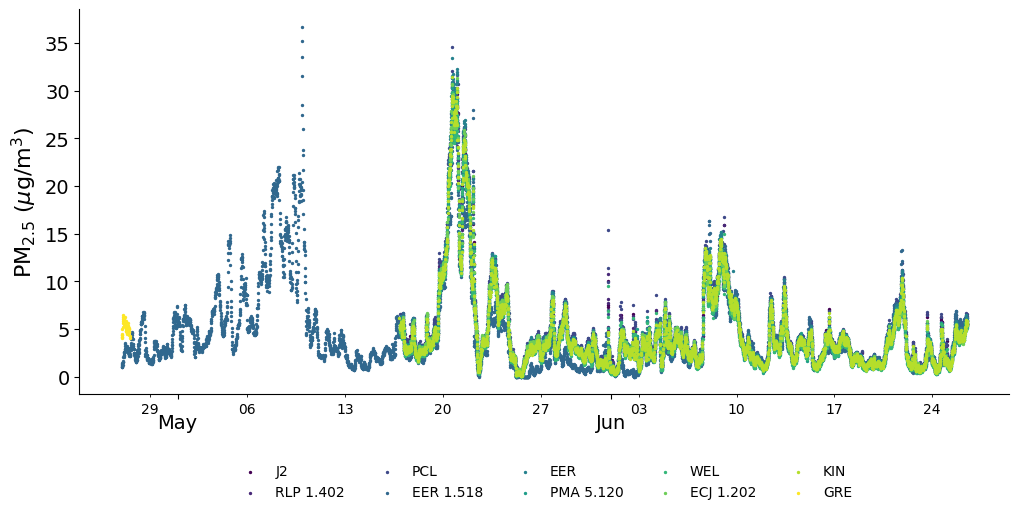 35
30
25
20
15
10
5
0
PM2.5 (μg/m3)
29 06 13 20 27 03 10 17 24
May Jun
J2 PCL EER WEL KIN
RLP 1.402 EER 1.518 PMA 5.120 ECJ 1.202 GRE